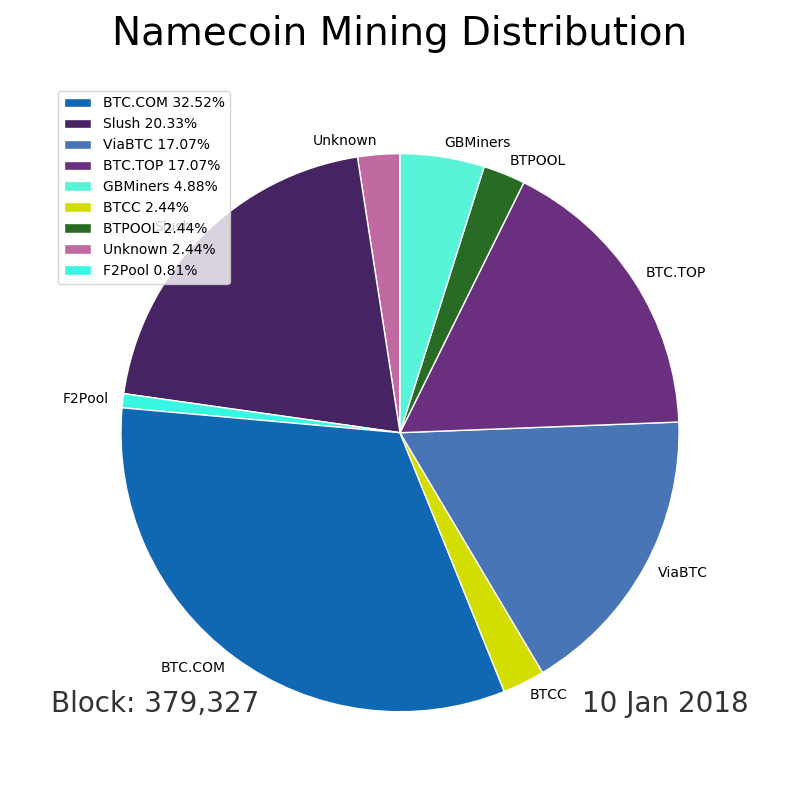 Namecoin Mining Distribution
BTC.COM 32.52%
Slush 20.33%
ViaBTC 17.07%
BTC.TOP 17.07%
GBMiners 4.88%
BTCC 2.44%
BTPOOL 2.44%
Unknown 2.44%
F2Pool 0.81%
Unknown
GBMiners
BTPOOL
Slush
BTC.TOP
F2Pool
ViaBTC
BTC.COM
BTCC
Block: 379,327
10 Jan 2018